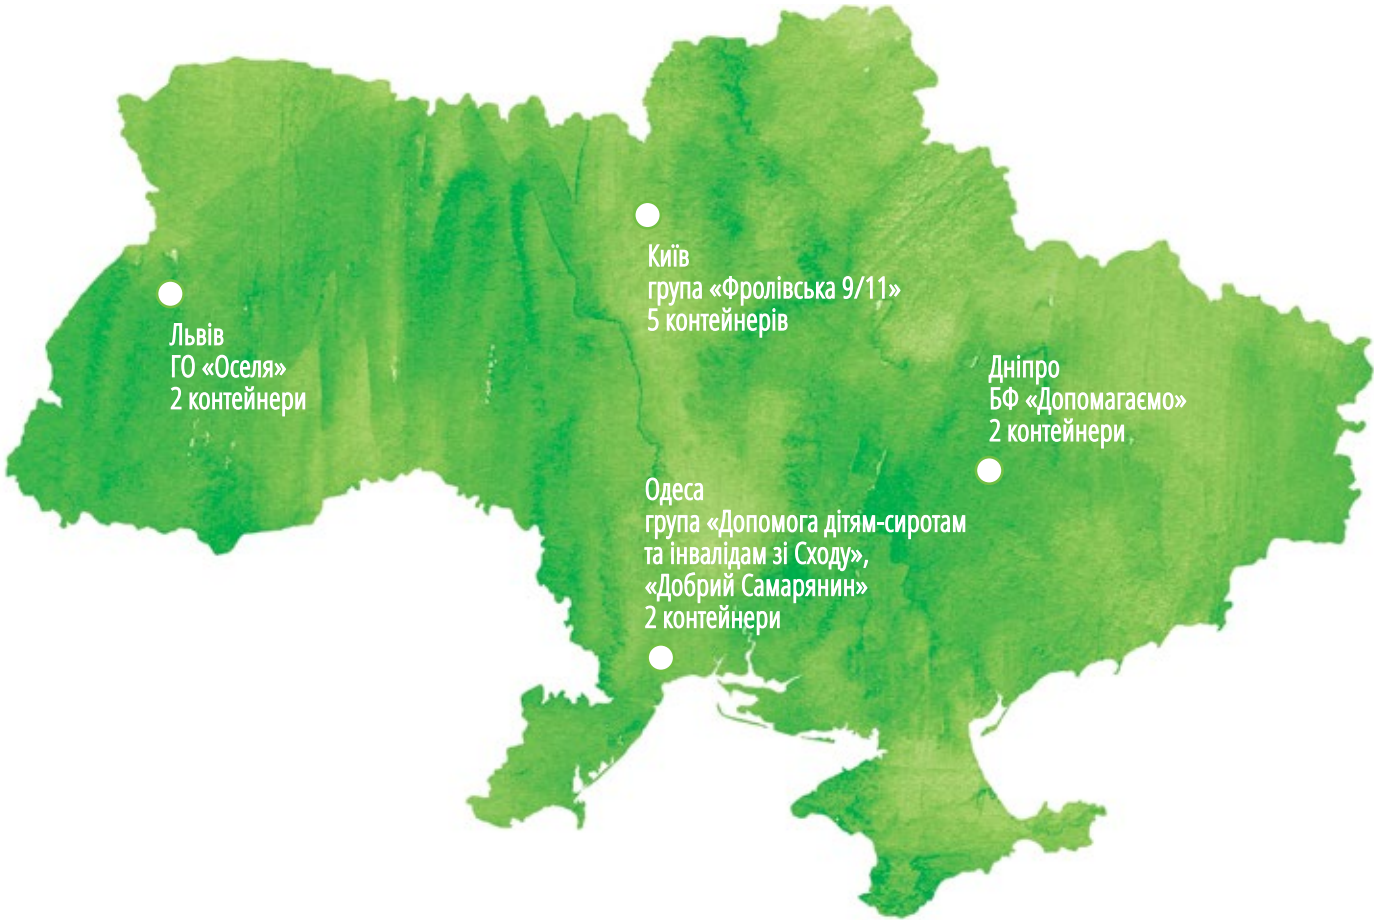 Київ
група «Фролівська 9/11»
5 контейнерів
Львів
ГО «Оселя»
2 контейнери
Дніпро
БФ «Допомагаємо»
2 контейнери
Одеса
група «Допомога дітям-сиротам
та інвалідам зі Сходу»,
«Добрий Самарянин»
2 контейнери